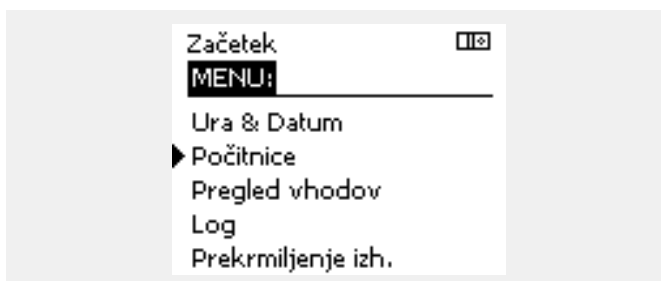 Začetek
MENU:
Ura & Datum
Počitnice
Pregled vhodov
Log
Prekrmiljenje izh.